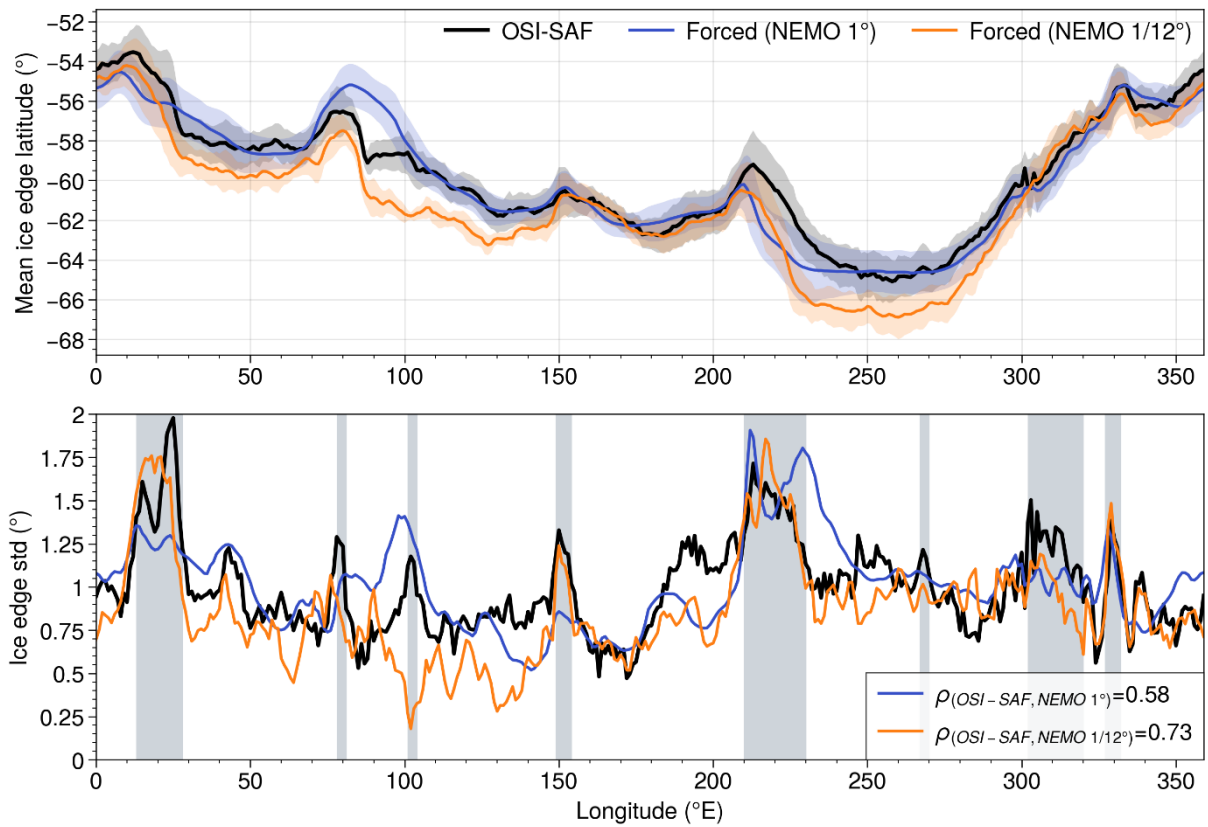 OSI-SAF Forced (NEMO 1°) Forced (NEMO 1/12°)
Mean ice edge latitude (°)
−52
−54
−56
−58
−60
−62
−64
−66
−68
0 50 100 150 200 250 300 350
Ice edge std (°)
2
1.75
1.5
1.25
1
0.75
0.5
0.25
0
ρ(OSI−SAF, NEMO 1°)=0.58
ρ(OSI−SAF, NEMO 1/12°)=0.73
0 50 100 150 200 250 300 350
Longitude (°E)